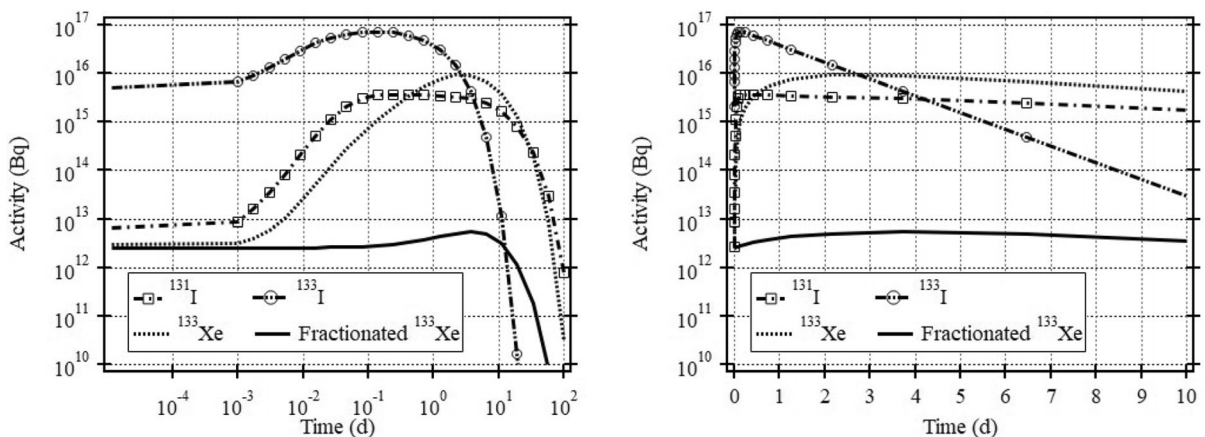 Activity (Bq)
10^17
10^16
10^15
10^14
10^13
10^12
10^11
10^10
^131I
^133I
^133Xe
Fractionated ^133Xe
10^-4
10^-3
10^-2
10^-1
10^0
10^1
10^2
Time (d)
Activity (Bq)
10^17
10^16
10^15
10^14
10^13
10^12
10^11
10^10
^131I
^133I
^133Xe
Fractionated ^133Xe
0 1 2 3 4 5 6 7 8 9 10
Time (d)